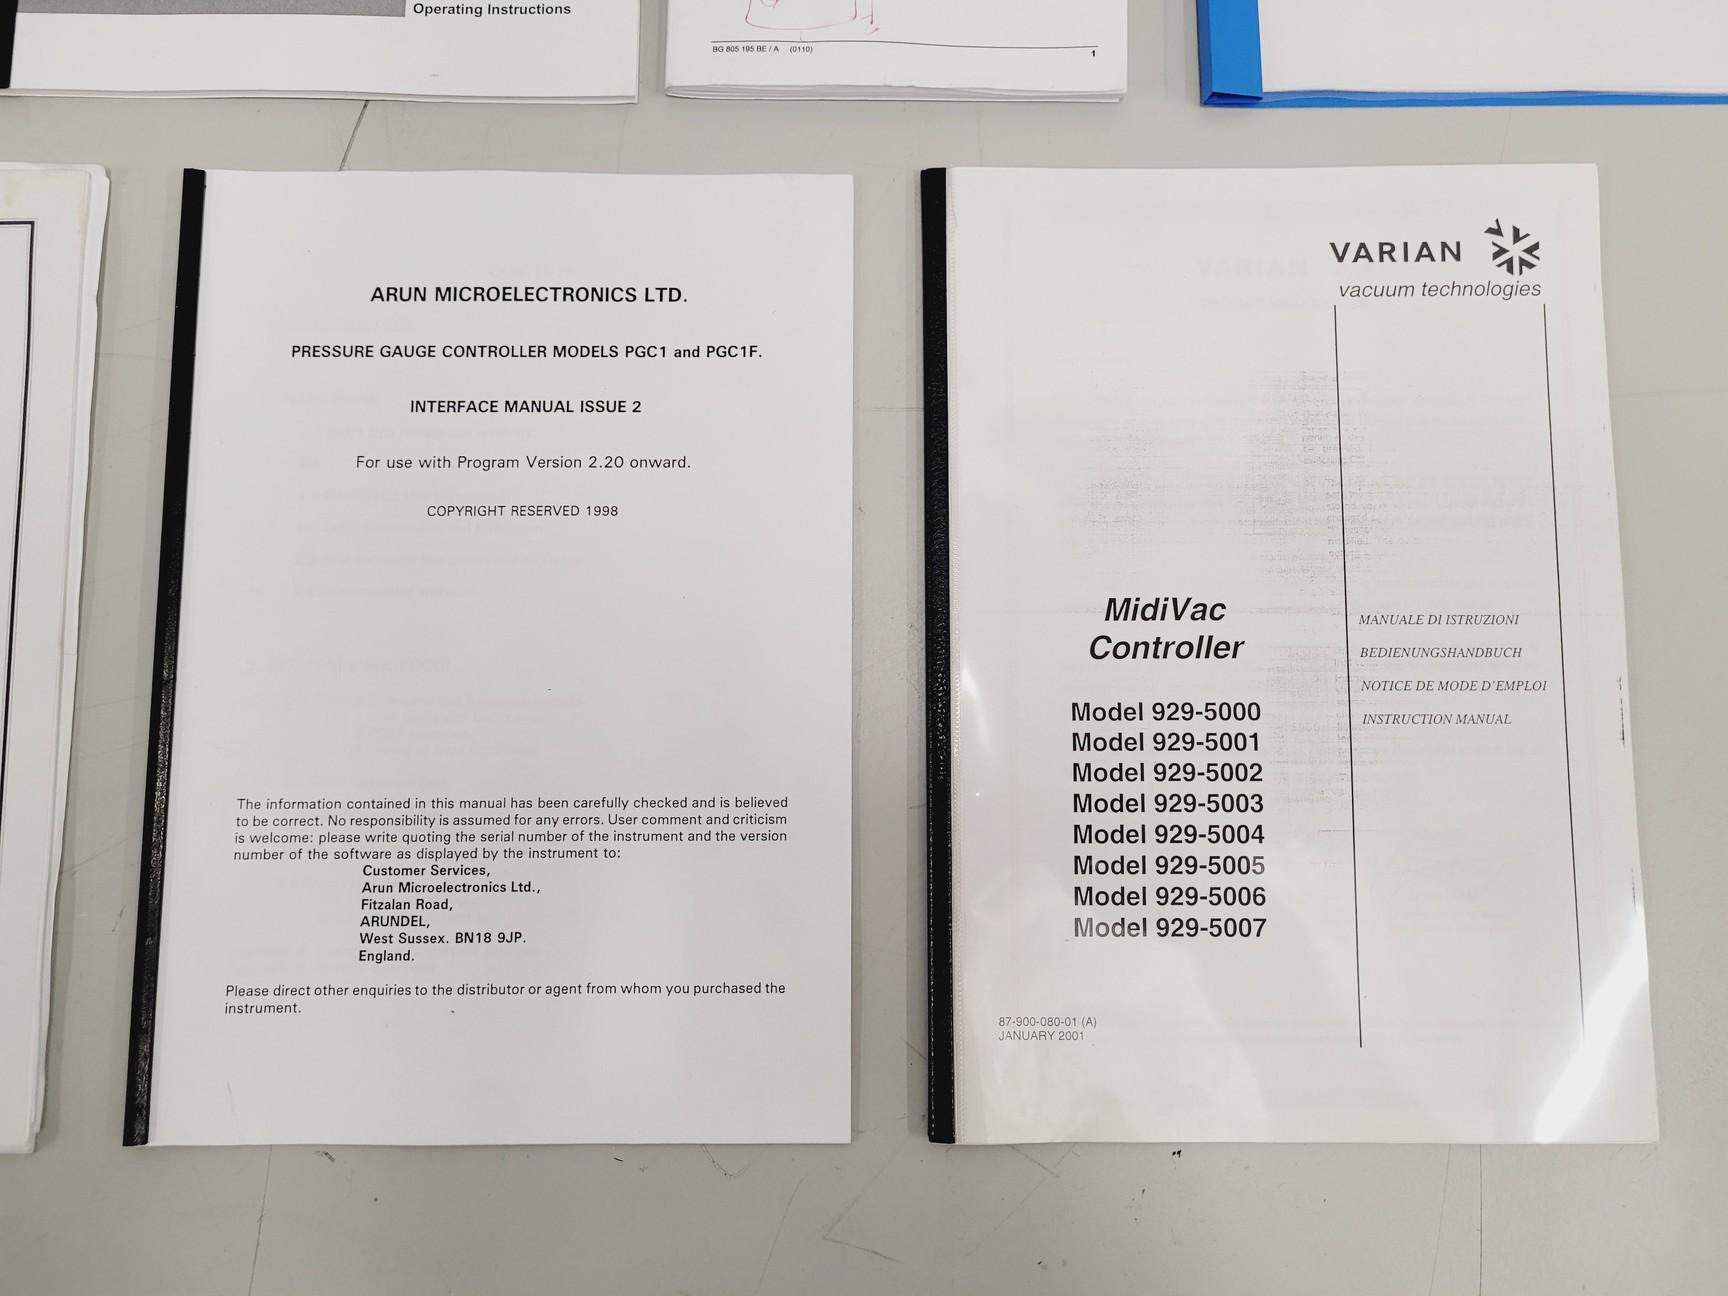 Operating Instructions
BG 805 195 BE / A (0110)
1
ARUN MICROELECTRONICS LTD.
PRESSURE GAUGE CONTROLLER MODELS PGC1 and PGC1F.
INTERFACE MANUAL ISSUE 2
For use with Program Version 2.20 onward.
COPYRIGHT RESERVED 1998
The information contained in this manual has been carefully checked and is believed
to be correct. No responsibility is assumed for any errors. User comment and criticism
is welcome: please write quoting the serial number of the instrument and the version
number of the software as displayed by the instrument to:
Customer Services,
Arun Microelectronics Ltd.,
Fitzalan Road,
ARUNDEL,
West Sussex. BN18 9JP.
England.
Please direct other enquiries to the distributor or agent from whom you purchased the
instrument.
VARIAN
vacuum technologies
MidiVac
Controller
Model 929-5000
Model 929-5001
Model 929-5002
Model 929-5003
Model 929-5004
Model 929-5005
Model 929-5006
Model 929-5007
MANUALE DI ISTRUZIONI
BEDIENUNGSHANDBUCH
NOTICE DE MODE D'EMPLOI
INSTRUCTION MANUAL
87-900-080-01 (A)
JANUARY 2001